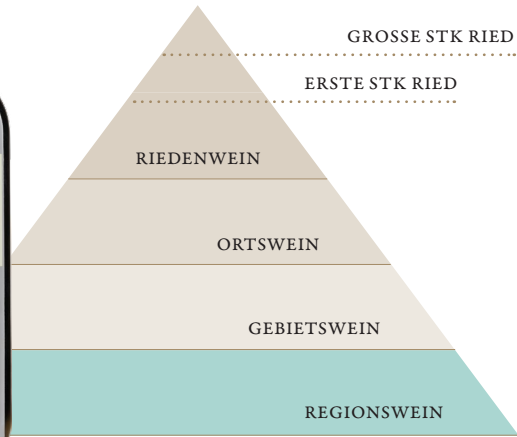 GROSSE STK RIED
ERSTE STK RIED
RIEDENWEIN
ORTSWEIN
GEBIETSWEIN
REGIONSWEIN